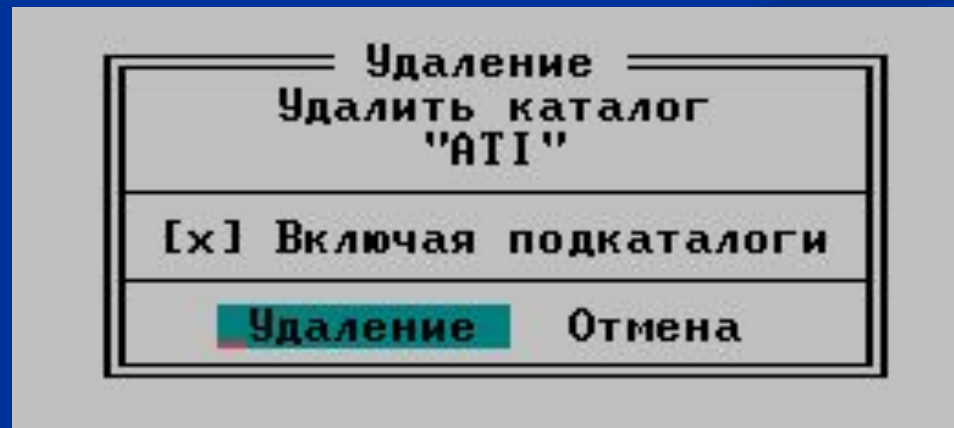 Удаление
Удалить каталог
"ATI"
[x] Включая подкаталоги
Удаление Отмена